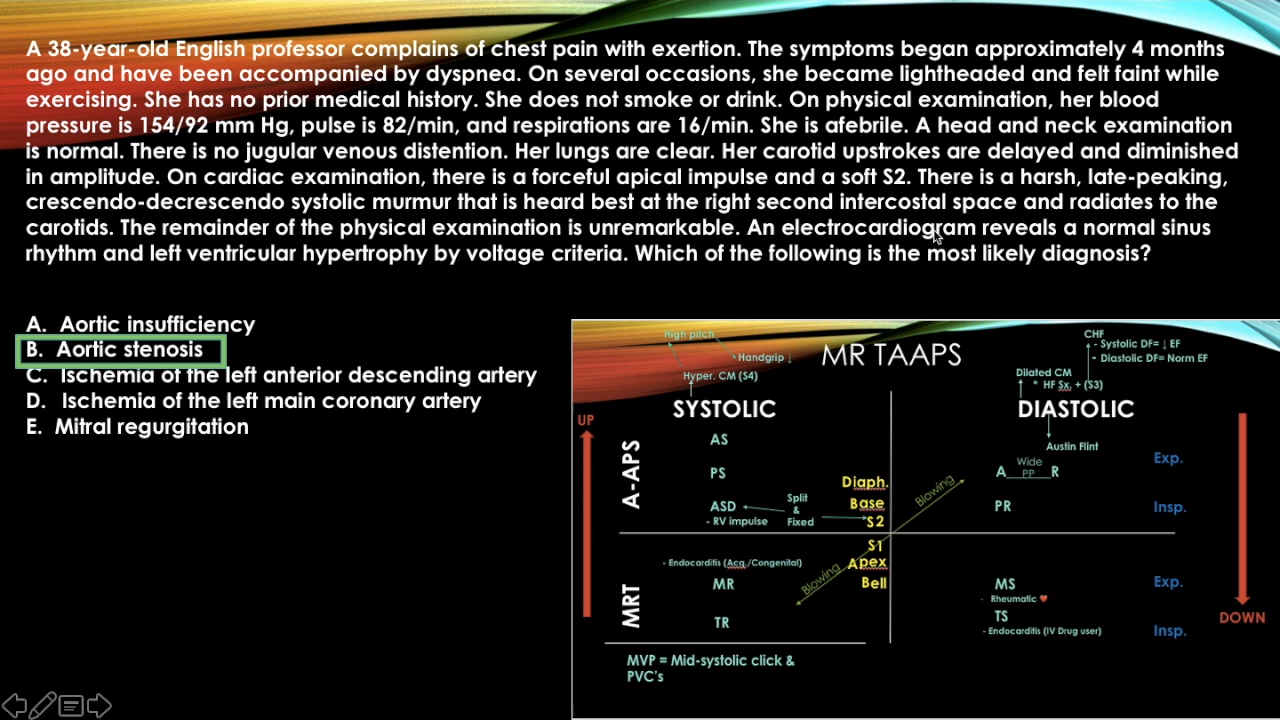 A 38-year-old English professor complains of chest pain with exertion. The symptoms began approximately 4 months
ago and have been accompanied by dyspnea. On several occasions, she became lightheaded and felt faint while
exercising. She has no prior medical history. She does not smoke or drink. On physical examination, her blood
pressure is 154/92 mm Hg, pulse is 82/min, and respirations are 16/min. She is afebrile. A head and neck examination
is normal. There is no jugular venous distention. Her lungs are clear. Her carotid upstrokes are delayed and diminished
in amplitude. On cardiac examination, there is a forceful apical impulse and a soft S2. There is a harsh, late-peaking,
crescendo-decrescendo systolic murmur that is heard best at the right second intercostal space and radiates to the
carotids. The remainder of the physical examination is unremarkable. An electrocardiogram reveals a normal sinus
rhythm and left ventricular hypertrophy by voltage criteria. Which of the following is the most likely diagnosis?
A. Aortic insufficiency
B. Aortic stenosis
C. Ischemia of the left anterior descending artery
D. Ischemia of the left main coronary artery
E. Mitral regurgitation
MR TAAPS
High pitch
Handgrip ↓
Hyper. CM (S4)
SYSTOLIC
CHF
- Systolic DF= ↓ EF
- Diastolic DF= Norm EF
Dilated CM
* HF Sx. + (S3)
DIASTOLIC
Austin Flint
UP
A-APS
AS
PS
ASD
- RV impulse
Split
&
Fixed
Diaph.
Base
S2
Blowing
A Wide PP R
Exp.
PR
Insp.
S1
Apex
Bell
MRT
- Endocarditis (Acq./Congenital)
MR
Blowing
TR
MS
- Rheumatic ♥
Exp.
TS
- Endocarditis (IV Drug user)
Insp.
DOWN
MVP = Mid-systolic click &
PVC's